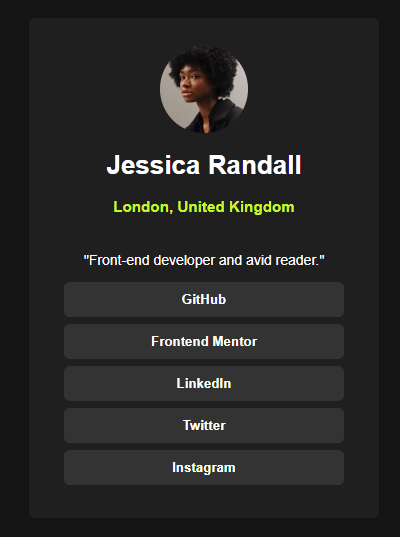 Jessica Randall
London, United Kingdom
"Front-end developer and avid reader."
GitHub
Frontend Mentor
LinkedIn
Twitter
Instagram